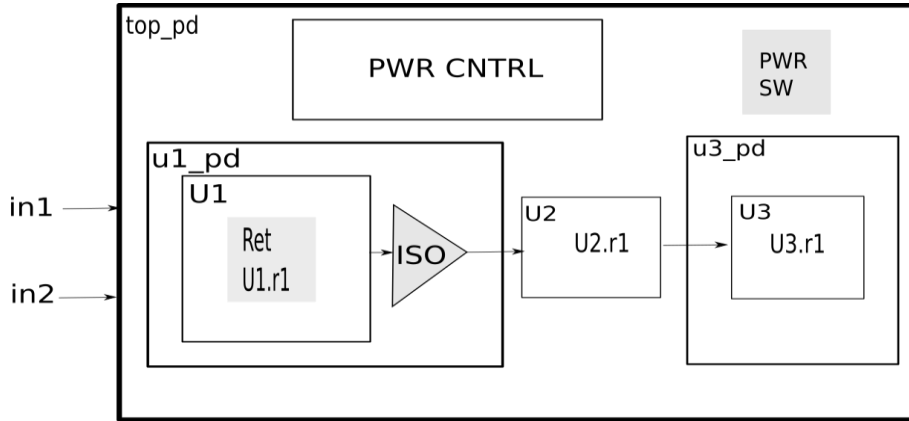 top_pd
PWR CNTRL
PWR
SW
u1_pd
U1
Ret
U1.r1
ISO
U2
U2.r1
u3_pd
U3
U3.r1
in1
in2